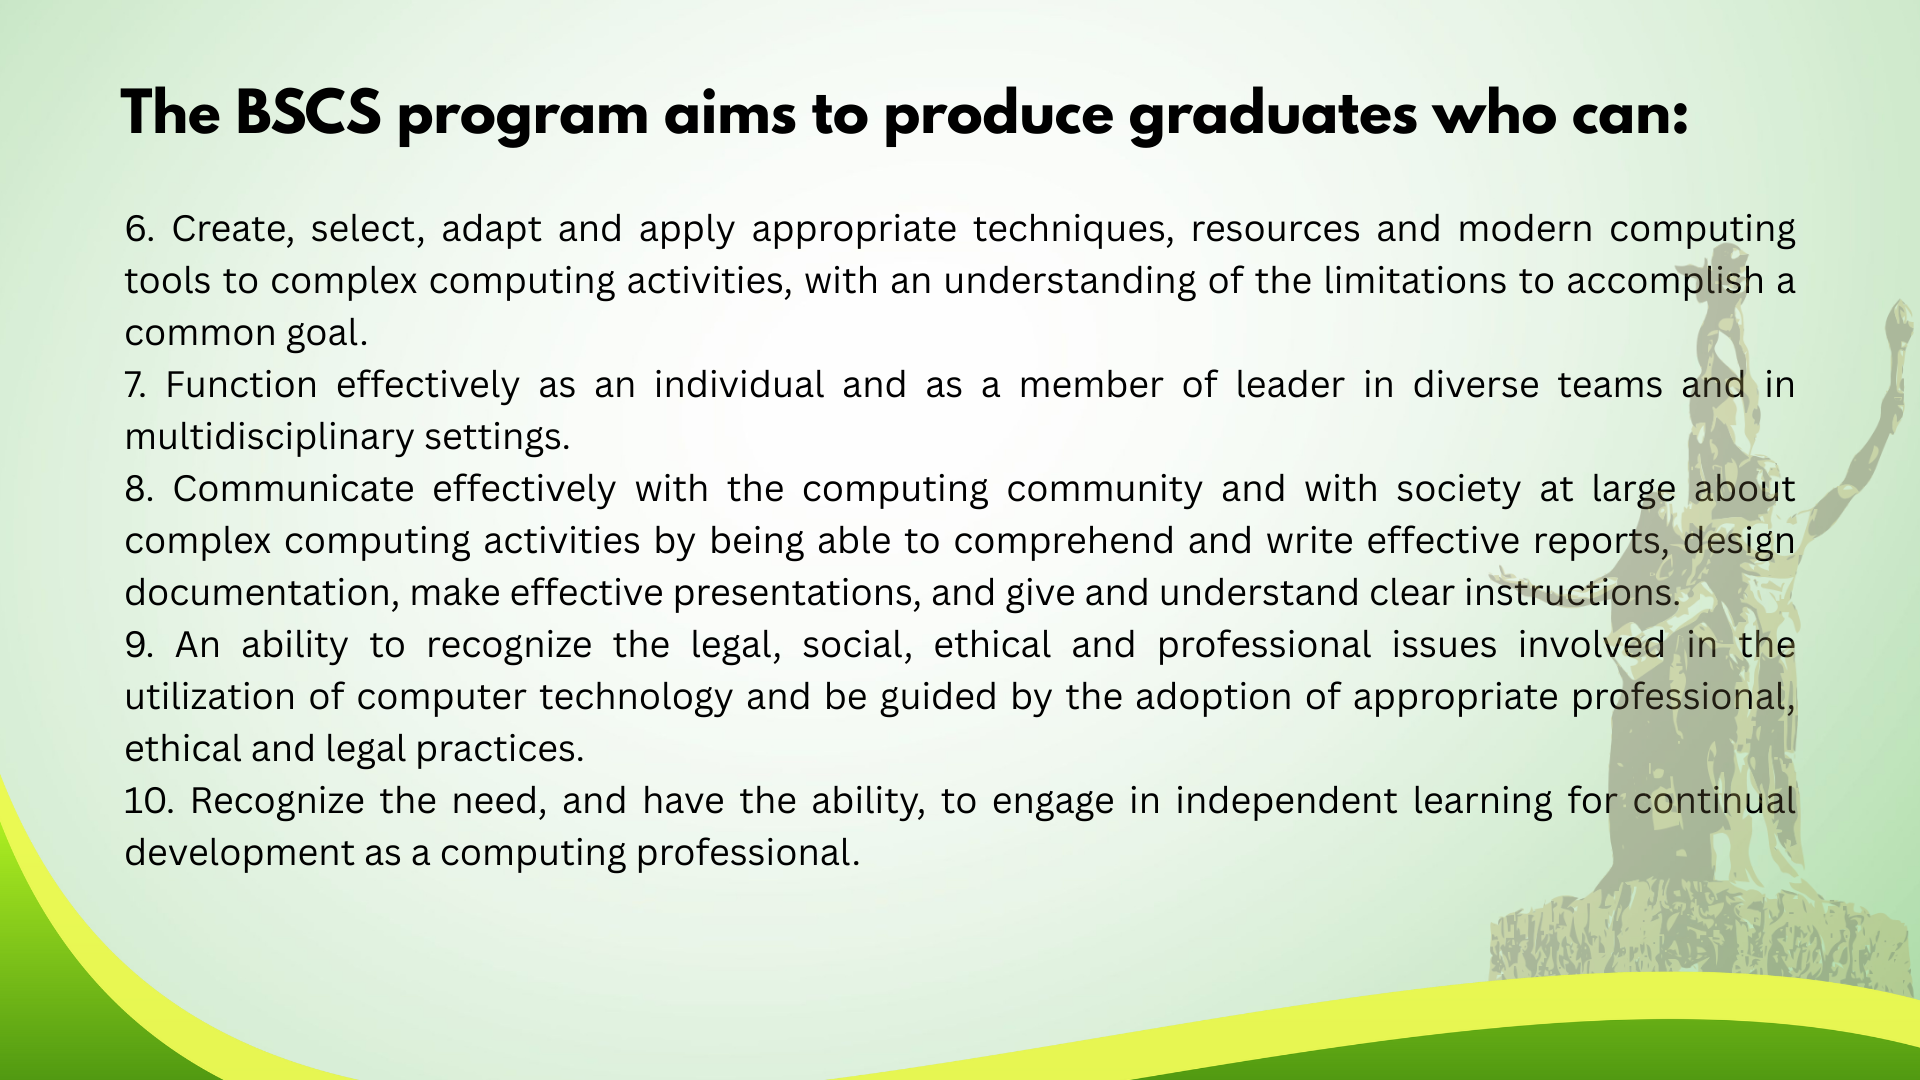 The BSCS program aims to produce graduates who can:
6. Create, select, adapt and apply appropriate techniques, resources and modern computing
tools to complex computing activities, with an understanding of the limitations to accomplish a
common goal.
7. Function effectively as an individual and as a member of leader in diverse teams and in
multidisciplinary settings.
8. Communicate effectively with the computing community and with society at large about
complex computing activities by being able to comprehend and write effective reports, design
documentation, make effective presentations, and give and understand clear instructions.
9. An ability to recognize the legal, social, ethical and professional issues involved in the
utilization of computer technology and be guided by the adoption of appropriate professional,
ethical and legal practices.
10. Recognize the need, and have the ability, to engage in independent learning for continual
development as a computing professional.